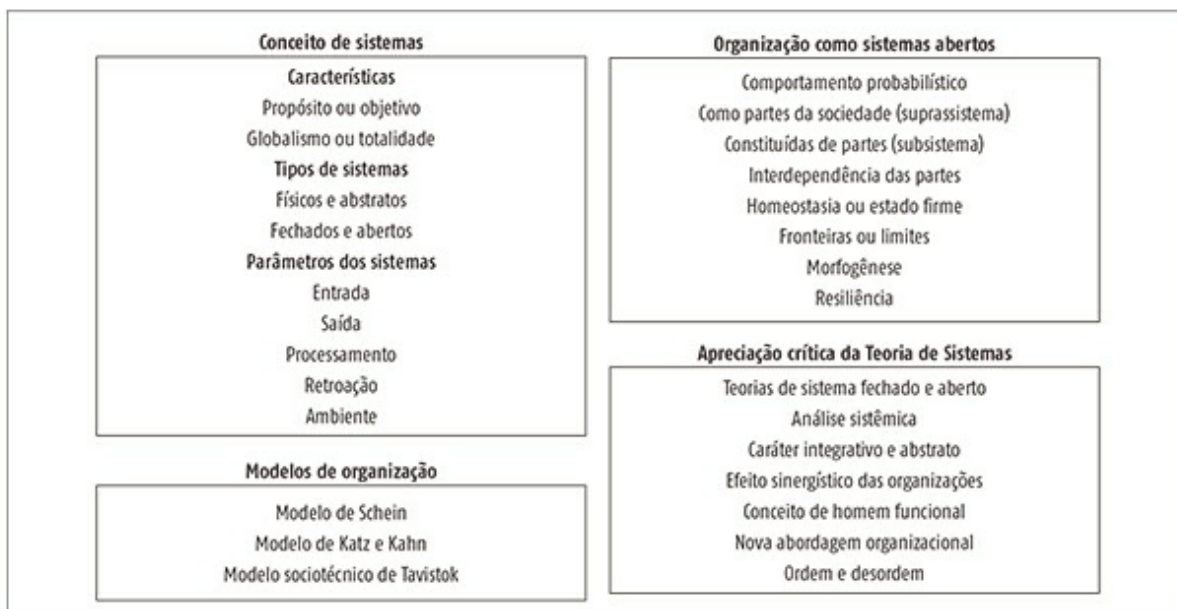 Conceito de sistemas
Características
Propósito ou objetivo
Globalismo ou totalidade
Tipos de sistemas
Físicos e abstratos
Fechados e abertos
Parâmetros dos sistemas
Entrada
Saída
Processamento
Retroação
Ambiente
Modelos de organização
Modelo de Schein
Modelo de Katz e Kahn
Modelo sociotécnico de Tavistok
Organização como sistemas abertos
Comportamento probabilístico
Como partes da sociedade (suprassistema)
Constituídas de partes (subsistema)
Interdependência das partes
Homeostasia ou estado firme
Fronteiras ou limites
Morfogênese
Resiliência
Apreciação crítica da Teoria de Sistemas
Teorias de sistema fechado e aberto
Análise sistêmica
Caráter integrativo e abstrato
Efeito sinergístico das organizações
Conceito de homem funcional
Nova abordagem organizacional
Ordem e desordem